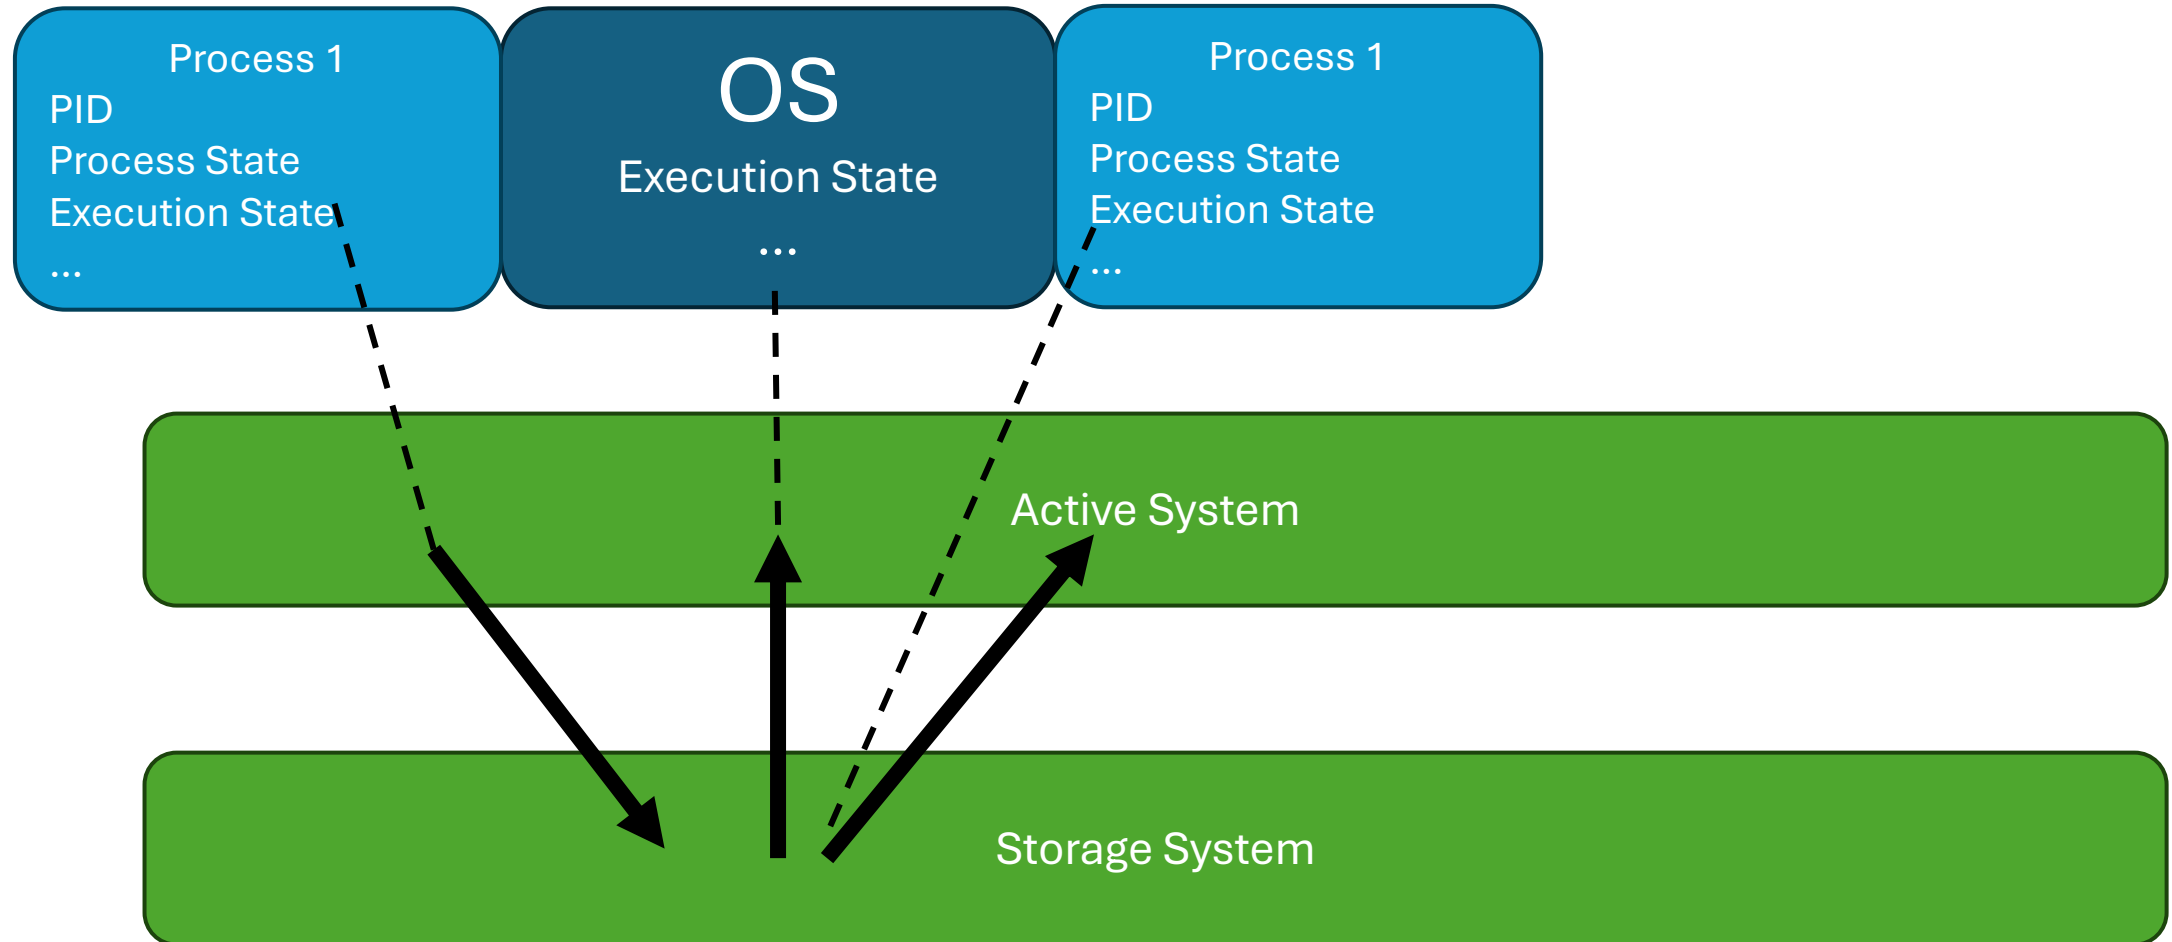 Process 1
PID
Process State
Execution State
...
OS
Execution State
...
Process 1
PID
Process State
Execution State
...
Active System
Storage System